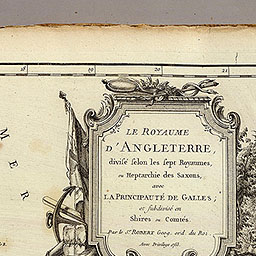 18 19 20 21
LE ROYAUME
D'ANGLETERRE,
divisé selon les sept Royaumes,
ou Heptarchie des Saxons,
avec
LA PRINCIPAUTÉ DE GALLES,
et subdivisé en
Shires ou Comtés.
Par le Sr. Robert Geog. ord. du Roi
Avec Privilege 1753.
M
E
R